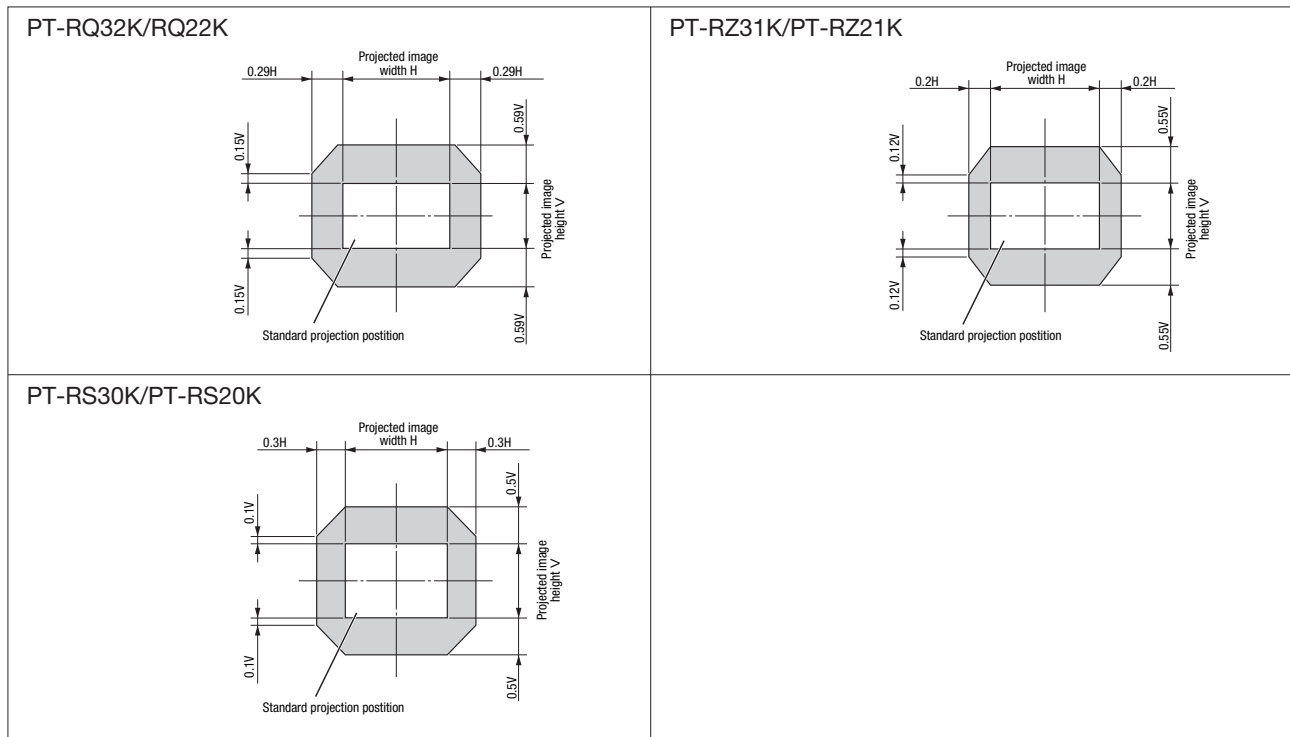 PT-RQ32K/RQ22K
Projected image
width H
0.29H
0.29H
0.15V
0.59V
Projected image
height V
0.15V
0.59V
Standard projection postition
PT-RZ31K/PT-RZ21K
Projected image
width H
0.2H
0.2H
0.12V
0.55V
Projected image
height V
0.12V
0.55V
Standard projection postition
PT-RS30K/PT-RS20K
Projected image
width H
0.3H
0.3H
0.1V
0.5V
Projected image
height V
0.1V
0.5V
Standard projection postition